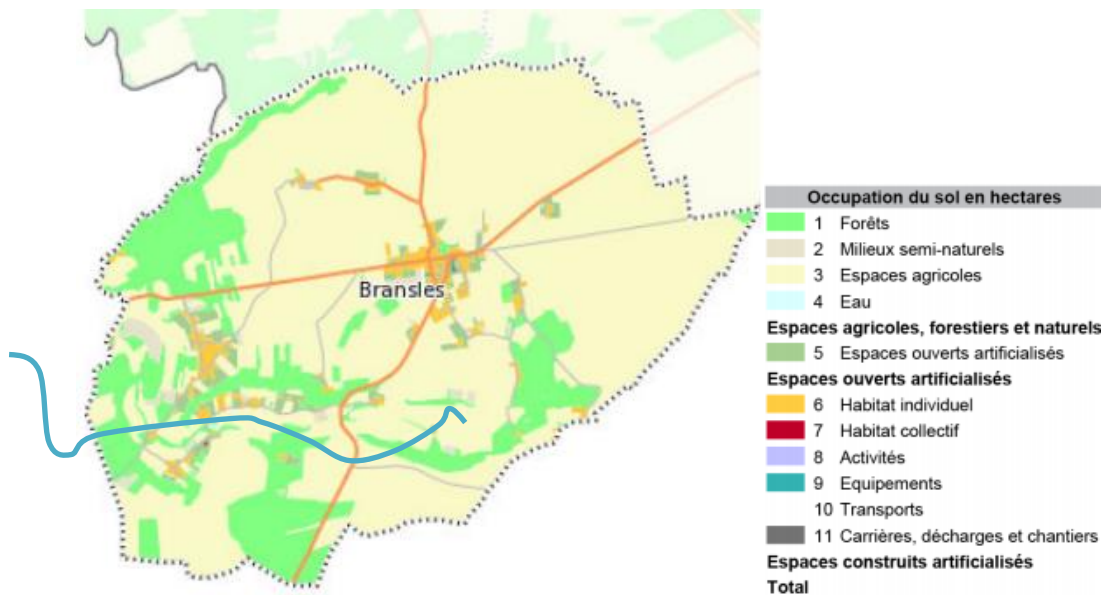 Bransles
Occupation du sol en hectares
1 Forêts
2 Milieux semi-naturels
3 Espaces agricoles
4 Eau
Espaces agricoles, forestiers et naturels
5 Espaces ouverts artificialisés
Espaces ouverts artificialisés
6 Habitat individuel
7 Habitat collectif
8 Activités
9 Equipements
10 Transports
11 Carrières, décharges et chantiers
Espaces construits artificialisés
Total